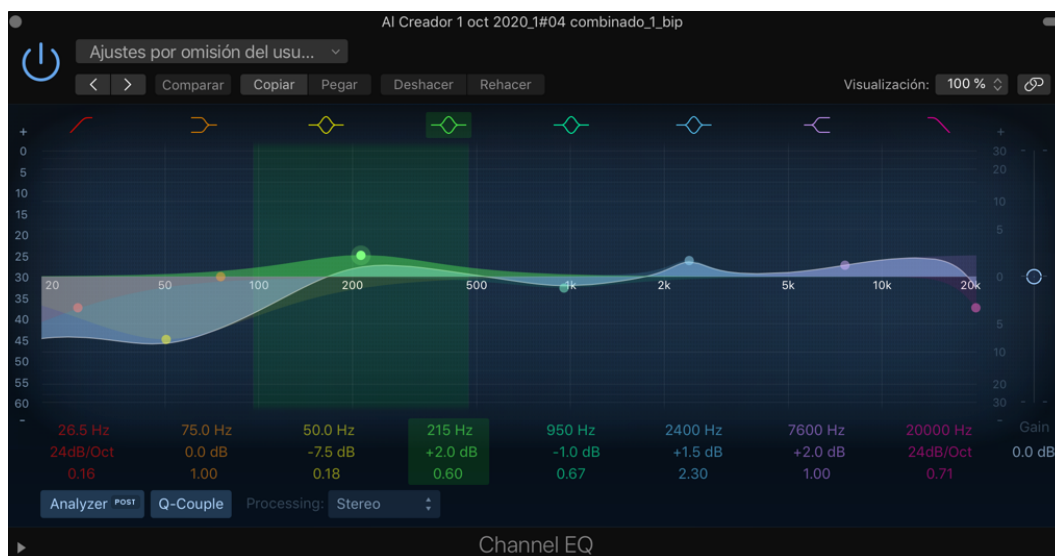 Al Creador 1 oct 2020_1#04 combinado_1_bip
Ajustes por omisión del usu...
Comparar Copiar Pegar Deshacer Rehacer Visualización: 100 %
+ +
0 30
5 20
10 10
15
20 5
25
30 20 50 100 200 500 1k 2k 5k 10k 20k 0
35
40 5
45
50 10
55 20
60 30
- -
26.5 Hz 75.0 Hz 50.0 Hz 215 Hz 950 Hz 2400 Hz 7600 Hz 20000 Hz Gain
24dB/Oct 0.0 dB -7.5 dB +2.0 dB -1.0 dB +1.5 dB +2.0 dB 24dB/Oct 0.0 dB
0.16 1.00 0.18 0.60 0.67 2.30 1.00 0.71
Analyzer POST Q-Couple Processing: Stereo
Channel EQ